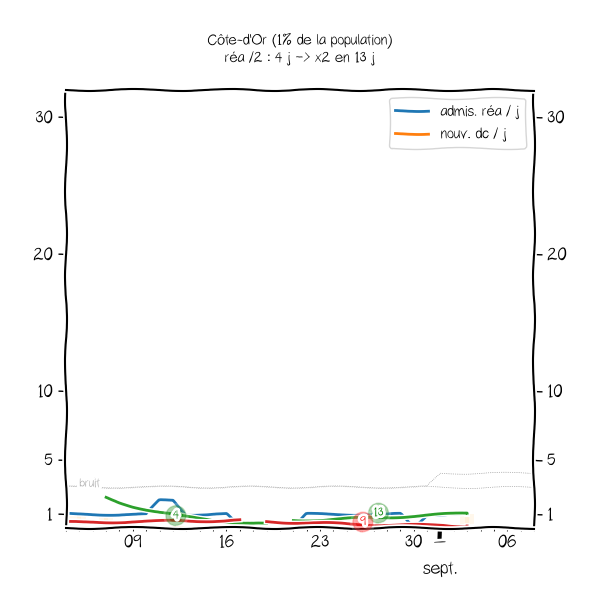 Côte-d'Or (1% de la population)
réa /2 : 4 j -> x2 en 13 j
admis. réa / j
nouv. dc / j
30 30
20 20
10 10
5 5
bruit
1 4 9 13 1
09 16 23 30 06
sept.